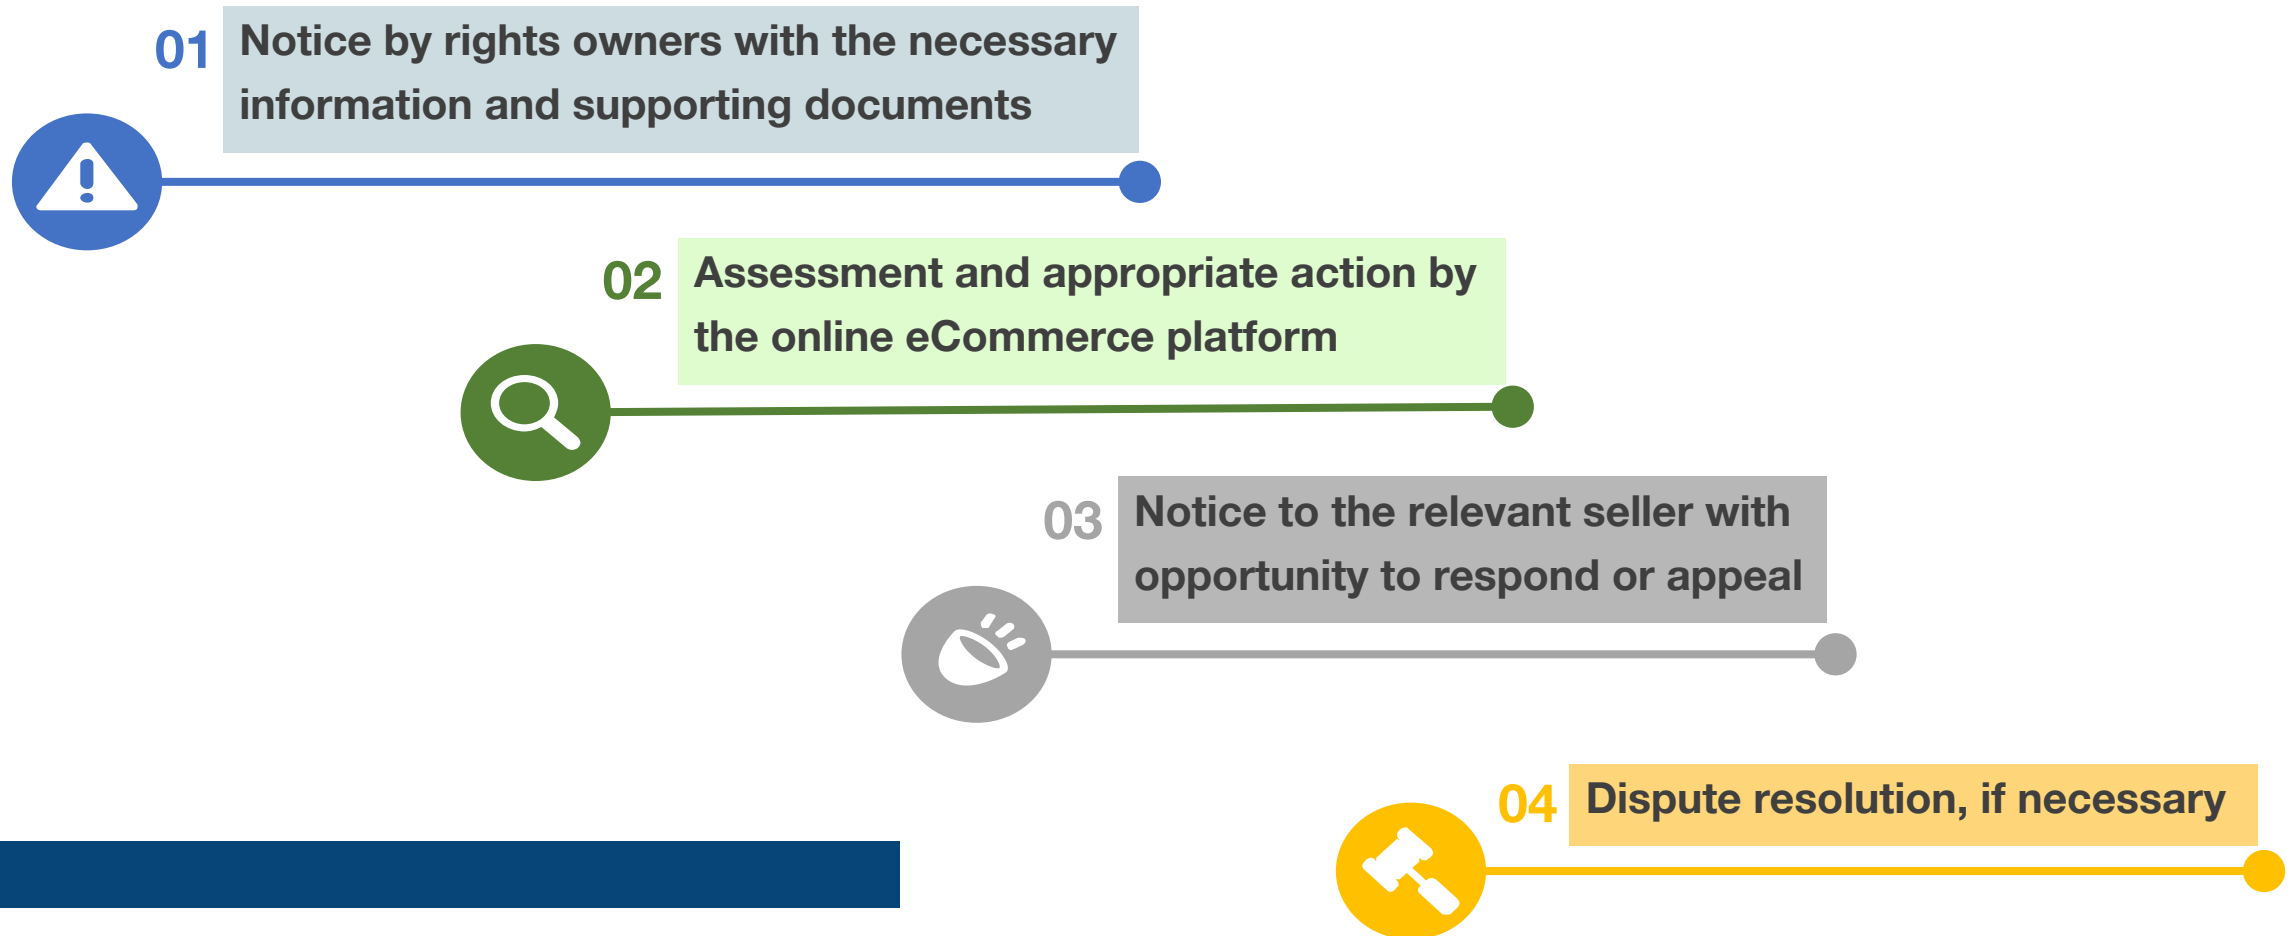 01
Notice by rights owners with the necessary
information and supporting documents
02
Assessment and appropriate action by
the online eCommerce platform
03
Notice to the relevant seller with
opportunity to respond or appeal
04
Dispute resolution, if necessary